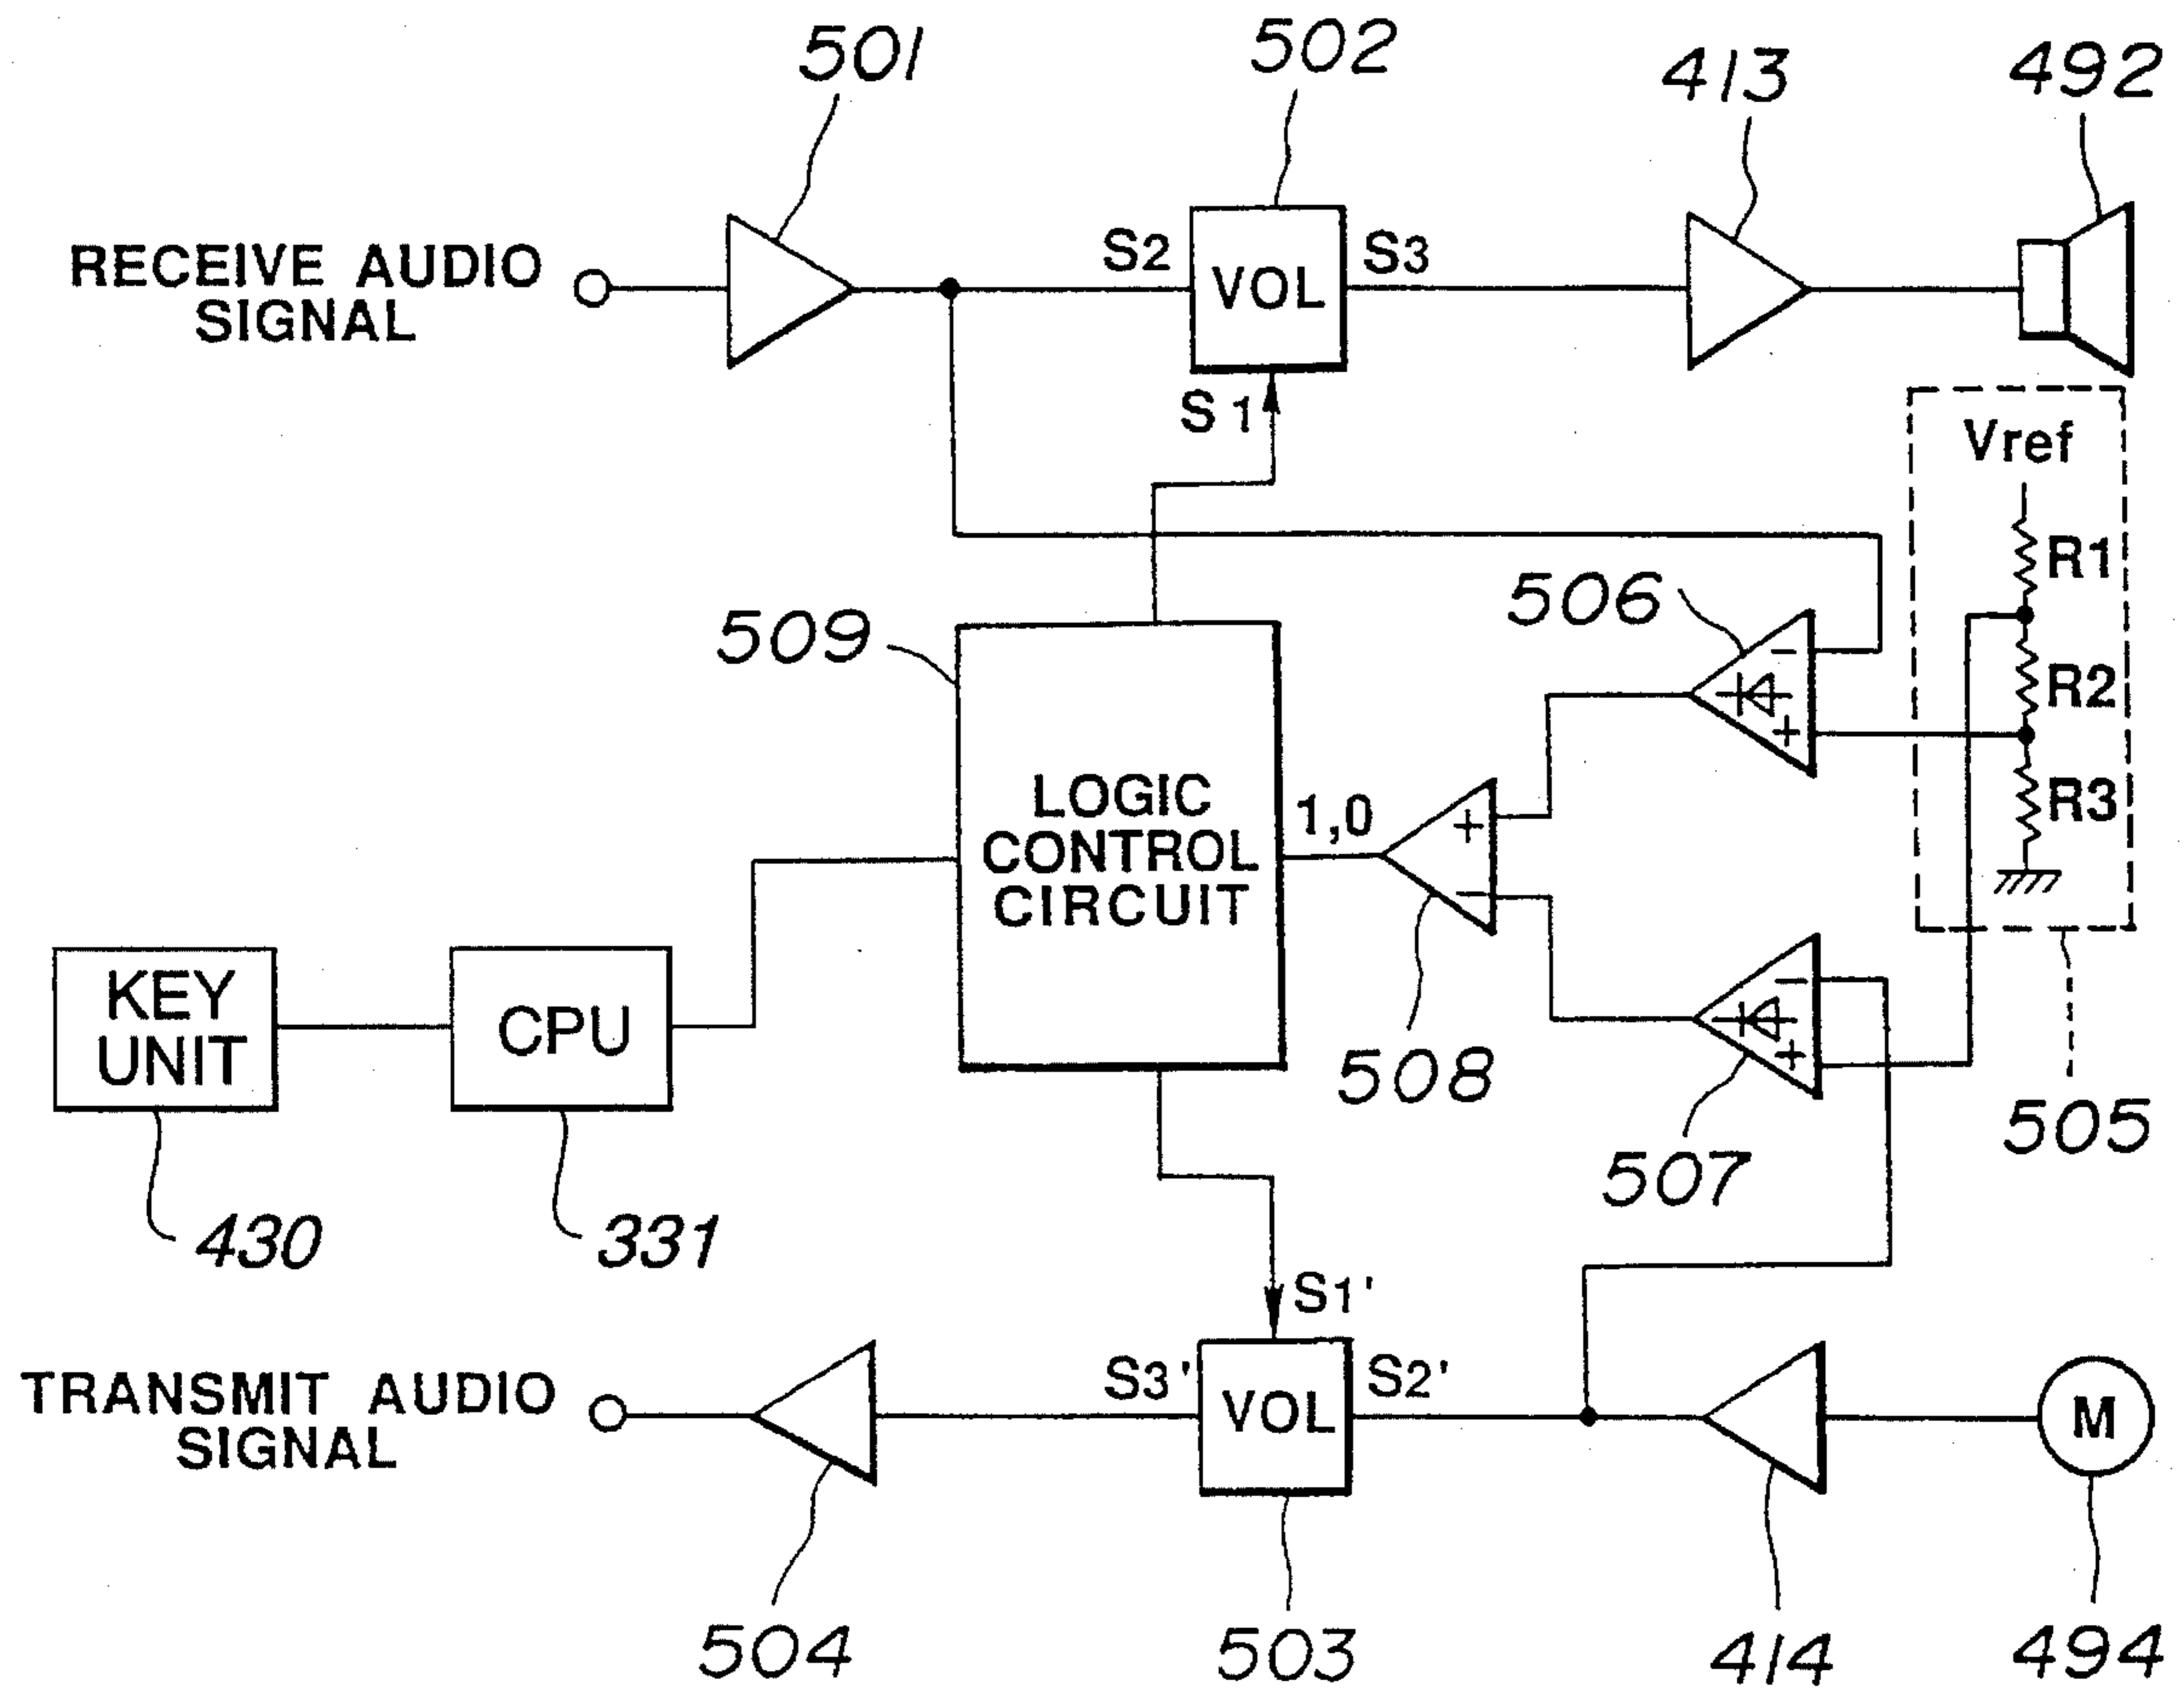 501
502
413
492
RECEIVE AUDIO
SIGNAL
S2
VOL
S3
S1
Vref
R1
506
509
R2
LOGIC
CONTROL
CIRCUIT
1,0
+
−
−
+
R3
KEY
UNIT
CPU
508
−
+
505
507
430
331
S1'
TRANSMIT AUDIO
SIGNAL
S3'
VOL
S2'
M
504
503
414
494